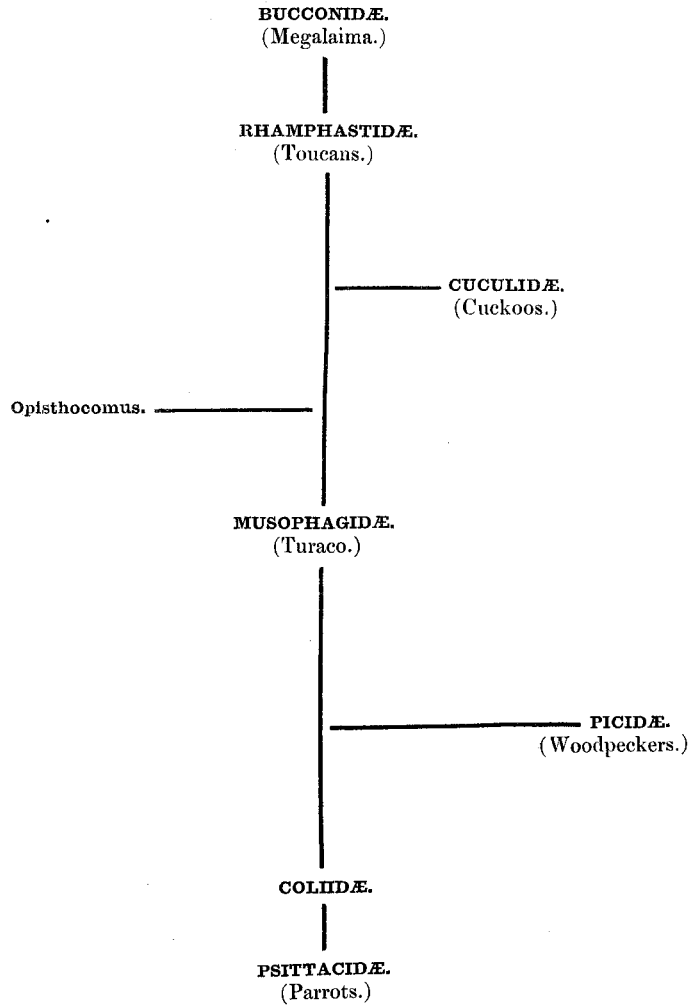 BUCCONIDÆ.
(Megalaima.)
RHAMPHASTIDÆ.
(Toucans.)
CUCULIDÆ.
(Cuckoos.)
Opisthocomus.
MUSOPHAGIDÆ.
(Turaco.)
PICIDÆ.
(Woodpeckers.)
COLIIDÆ.
PSITTACIDÆ.
(Parrots.)